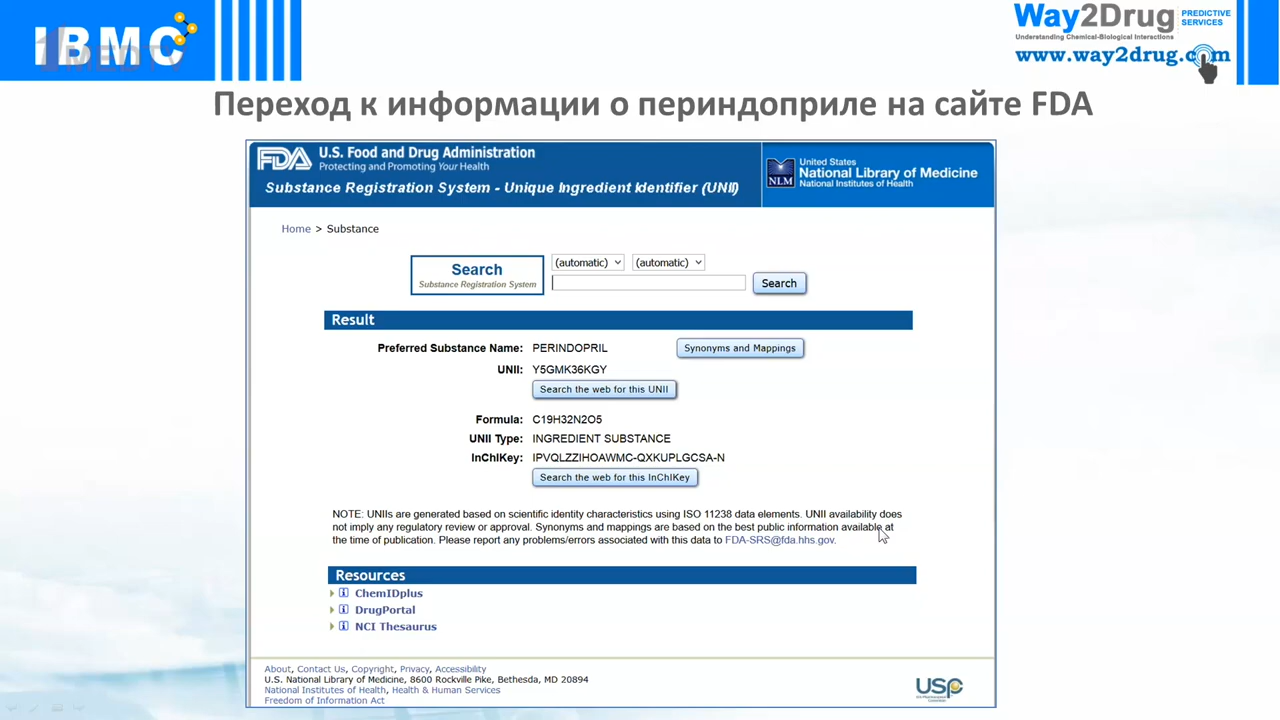 IBMC
1MEDTV
Way2Drug PREDICTIVE SERVICES
Understanding Chemical-Biological Interactions
www.way2drug.com
Переход к информации о периндоприле на сайте FDA
FDA U.S. Food and Drug Administration
Protecting and Promoting Your Health
Substance Registration System - Unique Ingredient Identifier (UNII)
NLM United States
National Library of Medicine
National Institutes of Health
Home > Substance
Search
Substance Registration System
(automatic) (automatic)
Search
Result
Preferred Substance Name: PERINDOPRIL Synonyms and Mappings
UNII: Y5GMK36KGY
Search the web for this UNII
Formula: C19H32N2O5
UNII Type: INGREDIENT SUBSTANCE
InChIKey: IPVQLZZIHOAWMC-QXKUPLGCSA-N
Search the web for this InChIKey
NOTE: UNIIs are generated based on scientific identity characteristics using ISO 11238 data elements. UNII availability does
not imply any regulatory review or approval. Synonyms and mappings are based on the best public information available at
the time of publication. Please report any problems/errors associated with this data to FDA-SRS@fda.hhs.gov.
Resources
ChemIDplus
DrugPortal
NCI Thesaurus
About, Contact Us, Copyright, Privacy, Accessibility
U.S. National Library of Medicine, 8600 Rockville Pike, Bethesda, MD 20894
National Institutes of Health, Health & Human Services
Freedom of Information Act
USP